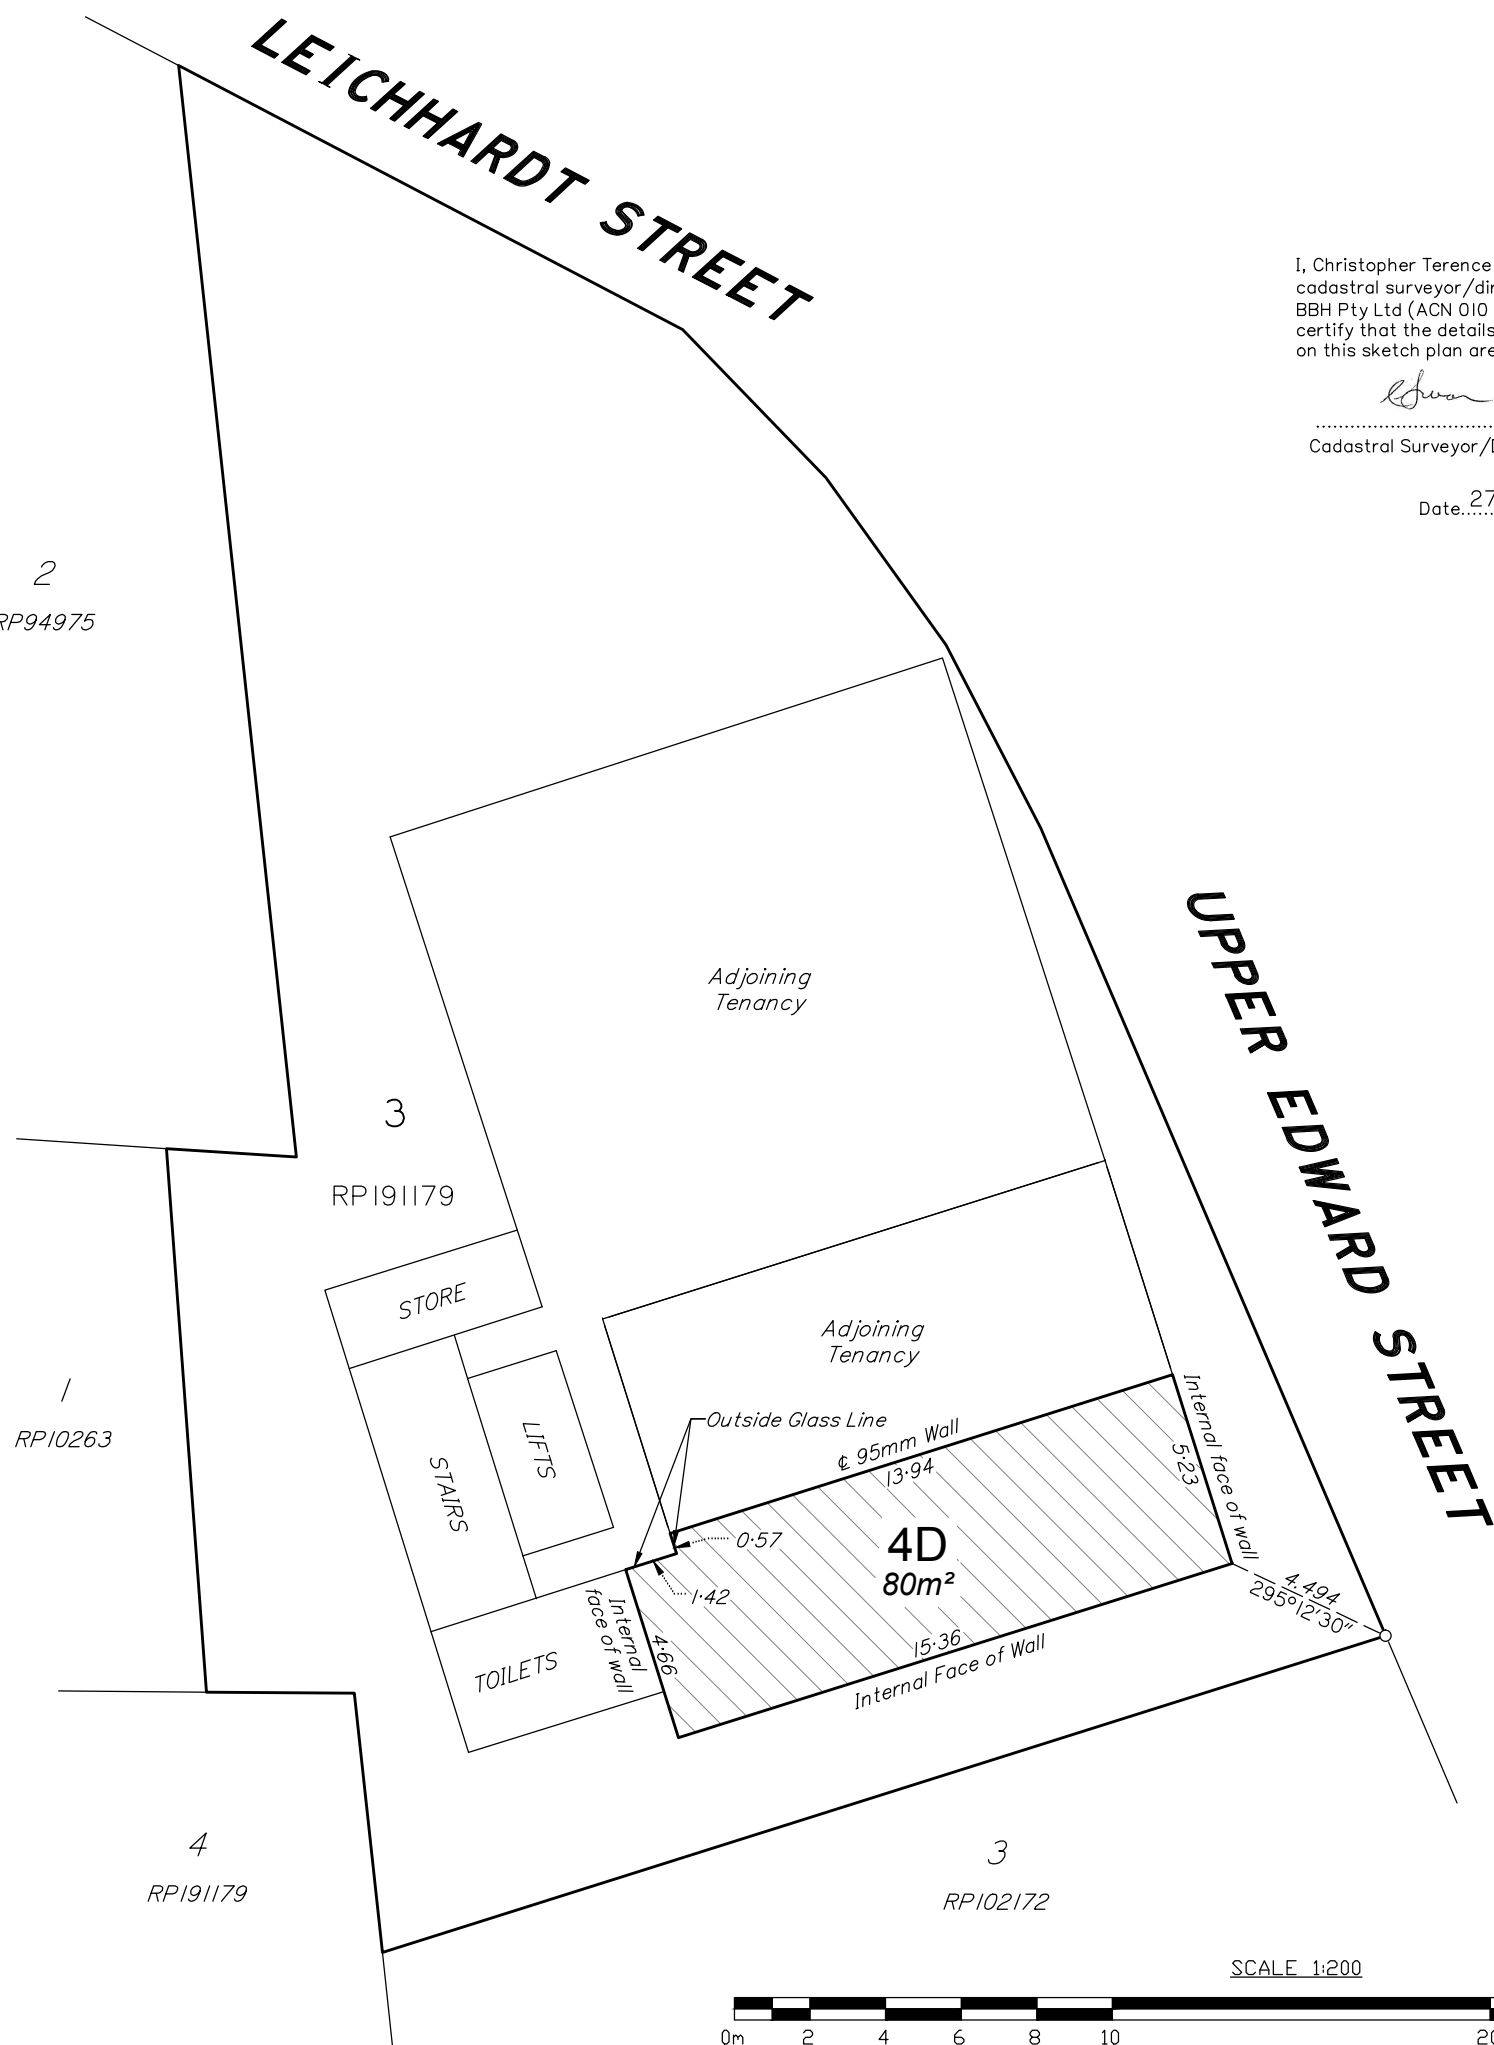 LEICHHARDT STREET
I, Christopher Terence
cadastral surveyor/dir
BBH Pty Ltd (ACN 010
certify that the details
on this sketch plan are
Cadastral Surveyor/
Date......27
2
RP94975
UPPER EDWARD STREET
Adjoining
Tenancy
3
RP191179
STORE
Adjoining
Tenancy
1
RP10263
LIFTS
STAIRS
Outside Glass Line
℄ 95mm Wall
13·94
Internal face of wall
5·23
0·57
4D
80m²
1·42
4.494
295°12'30"
Internal
face of wall
4·66
15·36
Internal Face of Wall
TOILETS
4
RP191179
3
RP102172
SCALE 1:200
0m 2 4 6 8 10 20